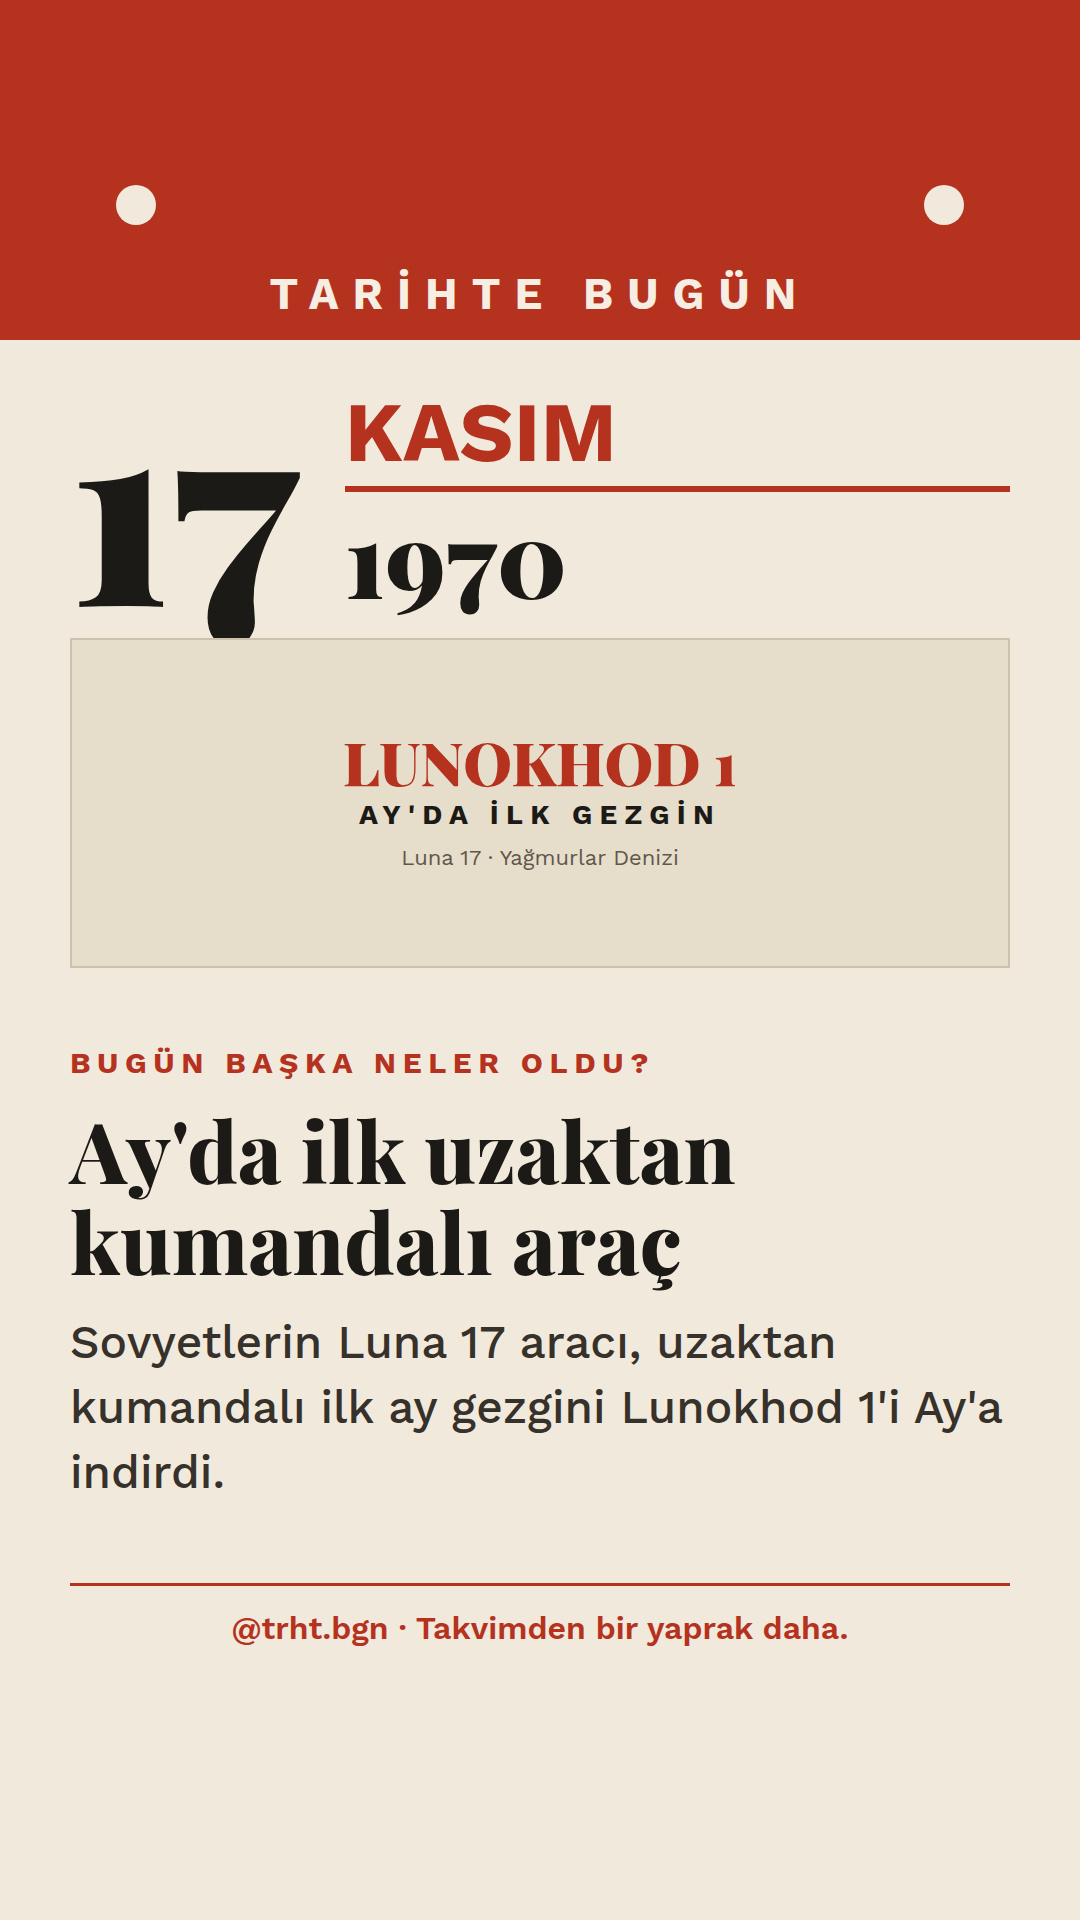 TARİHTE BUGÜN
17
KASIM
1970
LUNOKHOD 1
AY'DA İLK GEZGİN
Luna 17 · Yağmurlar Denizi
BUGÜN BAŞKA NELER OLDU?
Ay'da ilk uzaktan
kumandalı araç
Sovyetlerin Luna 17 aracı, uzaktan
kumandalı ilk ay gezgini Lunokhod 1'i Ay'a
indirdi.
@trht.bgn · Takvimden bir yaprak daha.